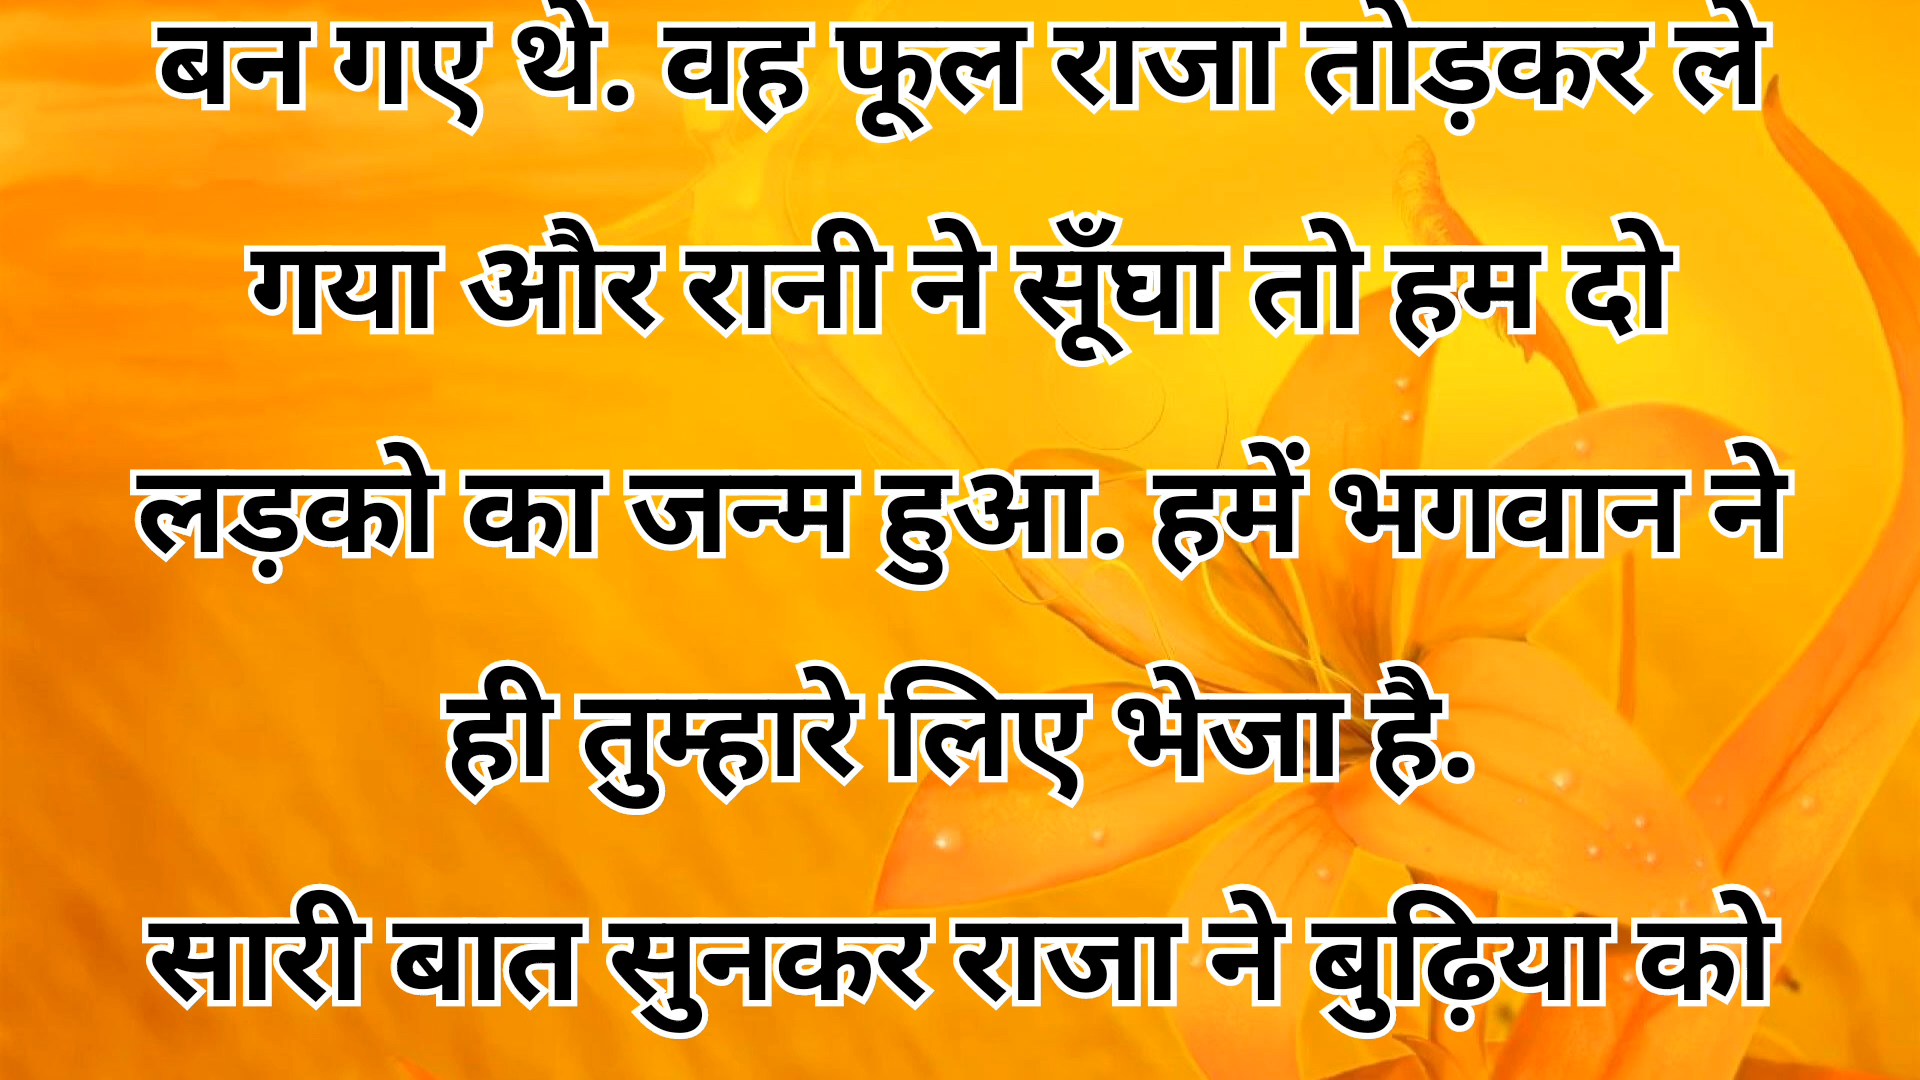 बन गए थे. वह फूल राजा तोड़कर ले
गया और रानी ने सूँघा तो हम दो
लड़को का जन्म हुआ. हमें भगवान ने
ही तुम्हारे लिए भेजा है.
सारी बात सुनकर राजा ने बुढ़िया को